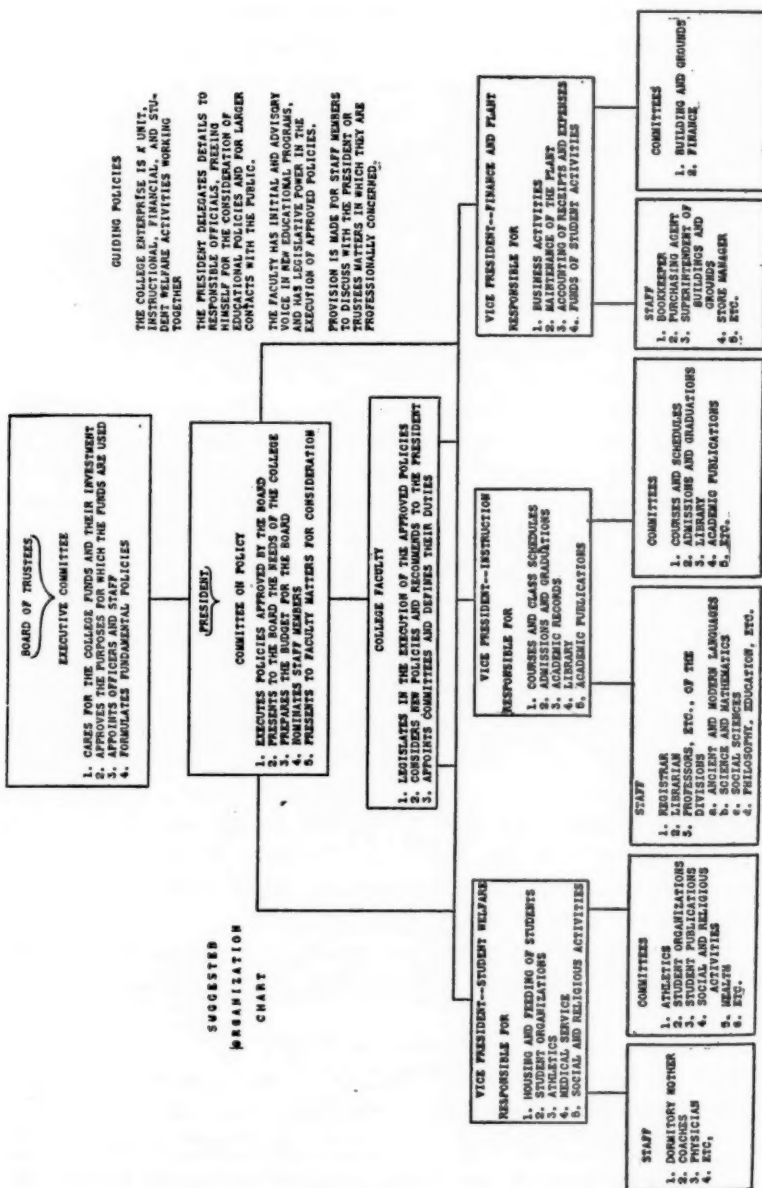 SUGGESTED
ORGANIZATION
CHART
BOARD OF TRUSTEES
EXECUTIVE COMMITTEE
1. CARES FOR THE COLLEGE FUNDS AND THEIR INVESTMENT
2. APPROVES THE PURPOSES FOR WHICH THE FUNDS ARE USED
3. APPOINTS OFFICERS AND STAFF
4. FORMULATES FUNDAMENTAL POLICIES
GUIDING POLICIES
THE COLLEGE ENTERPRISE IS A UNIT,
INSTRUCTIONAL, FINANCIAL, AND STU-
DENT WELFARE ACTIVITIES WORKING
TOGETHER
THE PRESIDENT DELEGATES DETAILS TO
RESPONSIBLE OFFICIALS, FREEING
HIMSELF FOR THE CONSIDERATION OF
EDUCATIONAL POLICIES AND FOR LARGER
CONTACTS WITH THE PUBLIC.
THE FACULTY HAS INITIAL AND ADVISORY
VOICE IN NEW EDUCATIONAL PROGRAMS,
AND HAS LEGISLATIVE POWER IN THE
EXECUTION OF APPROVED POLICIES.
PROVISION IS MADE FOR STAFF MEMBERS
TO DISCUSS WITH THE PRESIDENT OR
TRUSTEES MATTERS IN WHICH THEY ARE
PROFESSIONALLY CONCERNED.
PRESIDENT
COMMITTEE ON POLICY
1. EXECUTES POLICIES APPROVED BY THE BOARD
2. PRESENTS TO THE BOARD THE NEEDS OF THE COLLEGE
3. PREPARES THE BUDGET FOR THE BOARD
4. NOMINATES STAFF MEMBERS
5. PRESENTS TO FACULTY MATTERS FOR CONSIDERATION
COLLEGE FACULTY
1. LEGISLATES IN THE EXECUTION OF THE APPROVED POLICIES
2. CONSIDERS NEW POLICIES AND RECOMMENDS TO THE PRESIDENT
3. APPOINTS COMMITTEES AND DEFINES THEIR DUTIES
VICE PRESIDENT--STUDENT WELFARE
RESPONSIBLE FOR
1. HOUSING AND FEEDING OF STUDENTS
2. STUDENT ORGANIZATIONS
3. ATHLETICS
4. MEDICAL SERVICE
5. SOCIAL AND RELIGIOUS ACTIVITIES
VICE PRESIDENT--INSTRUCTION
RESPONSIBLE FOR
1. COURSES AND CLASS SCHEDULES
2. ADMISSIONS AND GRADUATIONS
3. ACADEMIC RECORDS
4. LIBRARY
5. ACADEMIC PUBLICATIONS
VICE PRESIDENT--FINANCE AND PLANT
RESPONSIBLE FOR
1. BUSINESS ACTIVITIES
2. MAINTENANCE OF THE PLANT
3. ACCOUNTING OF RECEIPTS AND EXPENSES
4. FUNDS OF STUDENT ACTIVITIES
STAFF
1. DORMITORY MOTHER
2. COACHES
3. PHYSICIAN
4. ETC.
COMMITTEES
1. ATHLETICS
2. STUDENT ORGANIZATIONS
3. STUDENT PUBLICATIONS
4. SOCIAL AND RELIGIOUS
ACTIVITIES
5. HEALTH
6. ETC.
STAFF
1. REGISTRAR
2. LIBRARIAN
3. PROFESSORS, ETC., OF THE
DIVISIONS
a. ANCIENT AND MODERN LANGUAGES
b. SCIENCE AND MATHEMATICS
c. SOCIAL SCIENCES
d. PHILOSOPHY, EDUCATION, ETC.
COMMITTEES
1. COURSES AND SCHEDULES
2. ADMISSIONS AND GRADUATIONS
3. LIBRARY
4. ACADEMIC PUBLICATIONS
5. ETC.
STAFF
1. BOOKKEEPER
2. PURCHASING AGENT
3. SUPERINTENDENT OF
BUILDINGS AND
GROUNDS
4. STORE MANAGER
5. ETC.
COMMITTEES
1. BUILDING AND GROUNDS
2. FINANCE